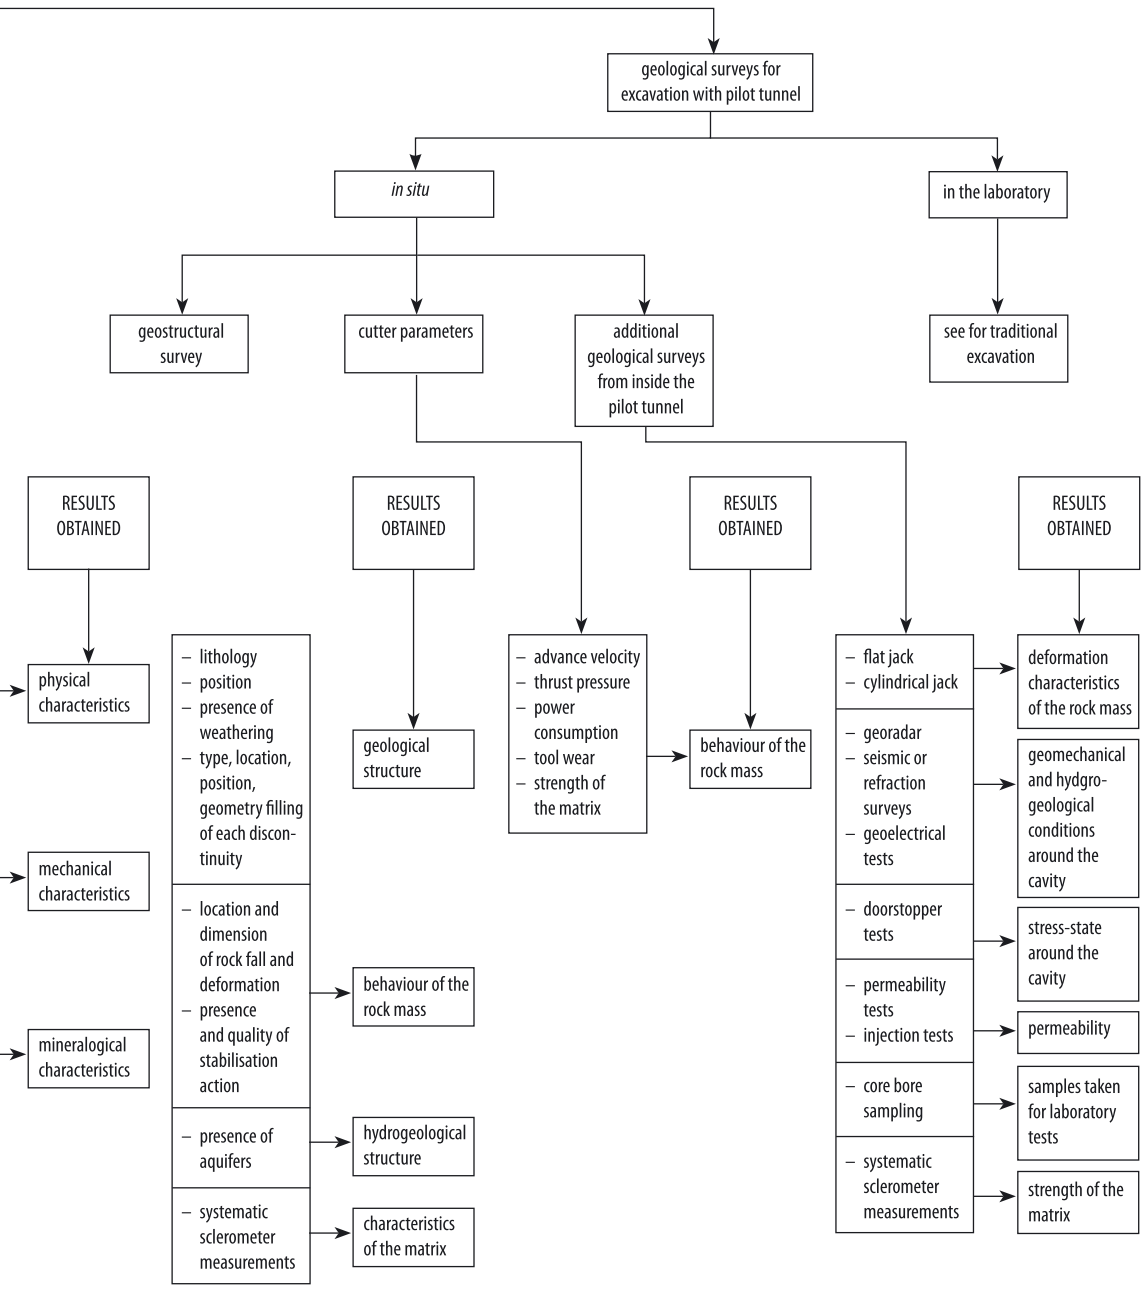 geological surveys for
excavation with pilot tunnel
in situ
in the laboratory
geostructural
survey
cutter parameters
additional
geological surveys
from inside the
pilot tunnel
see for traditional
excavation
RESULTS
OBTAINED
RESULTS
OBTAINED
RESULTS
OBTAINED
RESULTS
OBTAINED
physical
characteristics
mechanical
characteristics
mineralogical
characteristics
– lithology
– position
– presence of
weathering
– type, location,
position,
geometry filling
of each discon-
tinuity
– location and
dimension
of rock fall and
deformation
– presence
and quality of
stabilisation
action
– presence of
aquifers
– systematic
sclerometer
measurements
geological
structure
behaviour of the
rock mass
hydrogeological
structure
characteristics
of the matrix
– advance velocity
– thrust pressure
– power
consumption
– tool wear
– strength of
the matrix
behaviour of the
rock mass
– flat jack
– cylindrical jack
– georadar
– seismic or
refraction
surveys
– geoelectrical
tests
– doorstopper
tests
– permeability
tests
– injection tests
– core bore
sampling
– systematic
sclerometer
measurements
deformation
characteristics
of the rock mass
geomechanical
and hydgro-
geological
conditions
around the
cavity
stress-state
around the
cavity
permeability
samples taken
for laboratory
tests
strength of the
matrix